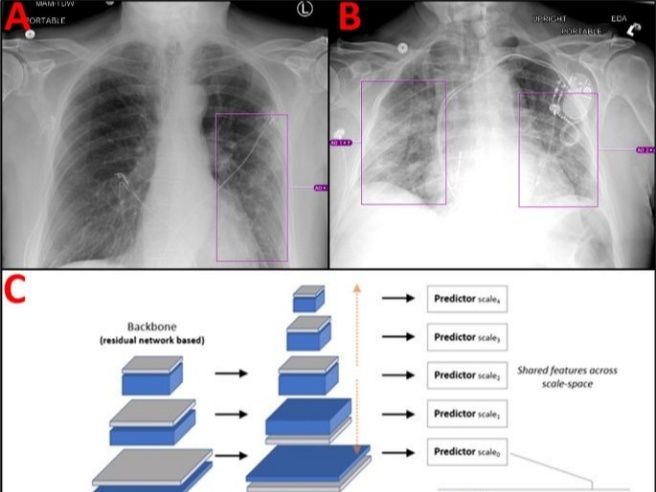 A
PORTABLE
L
B
UPRIGHT
EDA
PORTABLE
C
Backbone
(residual network based)
Predictor scale₄
Predictor scale₃
Predictor scale₂
Predictor scale₁
Predictor scale₀
Shared features across
scale-space